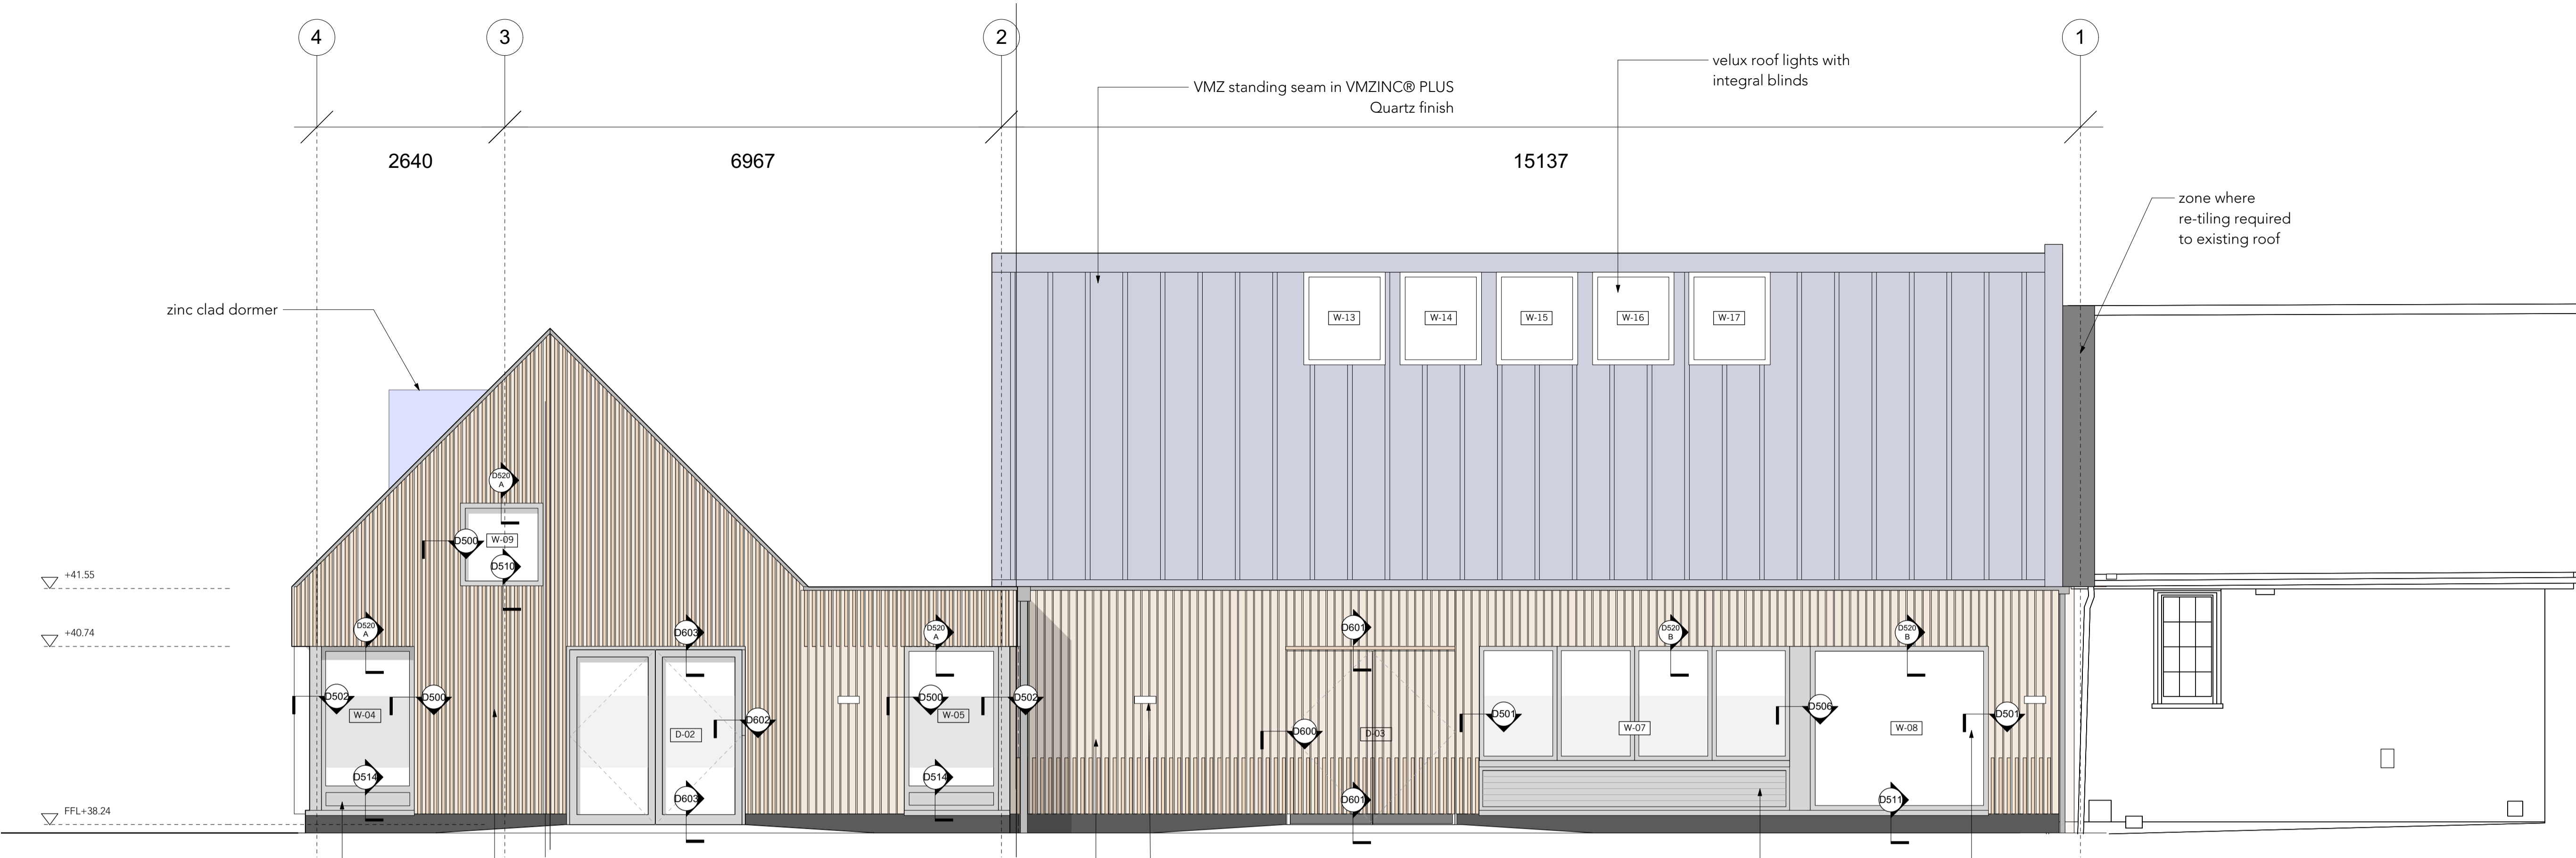 4
3
2
1
velux roof lights with
integral blinds
VMZ standing seam in VMZINC® PLUS
Quartz finish
2640
6967
15137
zone where
re-tiling required
to existing roof
zinc clad dormer
W-13
W-14
W-15
W-16
W-17
D520
A
D500
W-09
D510
+41.55
+40.74
D520
A
D603
D520
A
D601
D520
B
D520
B
D502
D500
D500
D502
W-04
W-05
D602
D-02
D600
D-03
D501
W-07
D506
W-08
D501
D514
D514
D603
D601
D511
FFL+38.24